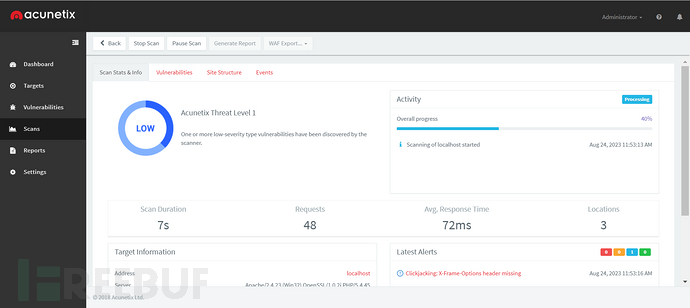 acunetix
Administrator
Back
Stop Scan
Pause Scan
Generate Report
WAF Export...
Dashboard
Targets
Vulnerabilities
Scans
Reports
Settings
Scan Stats & Info
Vulnerabilities
Site Structure
Events
LOW
Acunetix Threat Level 1
One or more low-severity type vulnerabilities have been discovered by the
scanner.
Activity
Processing
Overall progress
40%
Scanning of localhost started
Aug 24, 2023 11:53:13 AM
Scan Duration
7s
Requests
48
Avg. Response Time
72ms
Locations
3
Target Information
Address
localhost
Server
Apache/2.4.23 (Win32) OpenSSL/1.0.2j PHP/5.4.45
Latest Alerts
0
0
1
0
Clickjacking: X-Frame-Options header missing
Aug 24, 2023 11:53:16 AM
REEBUF
© 2018 Acunetix Ltd.